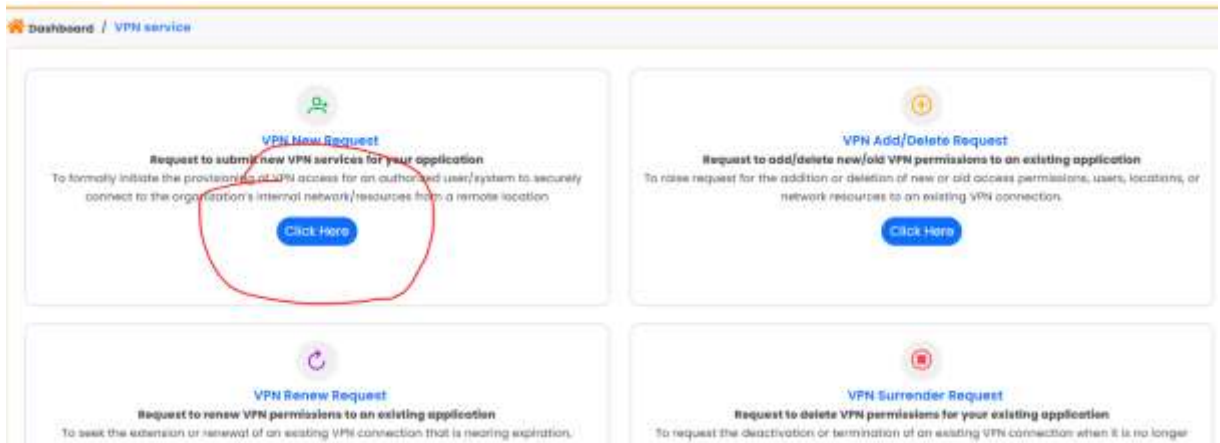 Dashboard / VPN service
VPN New Request
Request to submit new VPN services for your application
To formally initiate the provisioning of VPN access for an authorized user/system to securely
connect to the organization's internal network/resources from a remote location
Click Here
VPN Add/Delete Request
Request to add/delete new/old VPN permissions to an existing application
To raise request for the addition or deletion of new or old access permissions, users, locations, or
network resources to an existing VPN connection.
Click Here
VPN Renew Request
Request to renew VPN permissions to an existing application
To seek the extension or renewal of an existing VPN connection that is nearing expiration,
VPN Surrender Request
Request to delete VPN permissions for your existing application
To request the deactivation or termination of an existing VPN connection when it is no longer